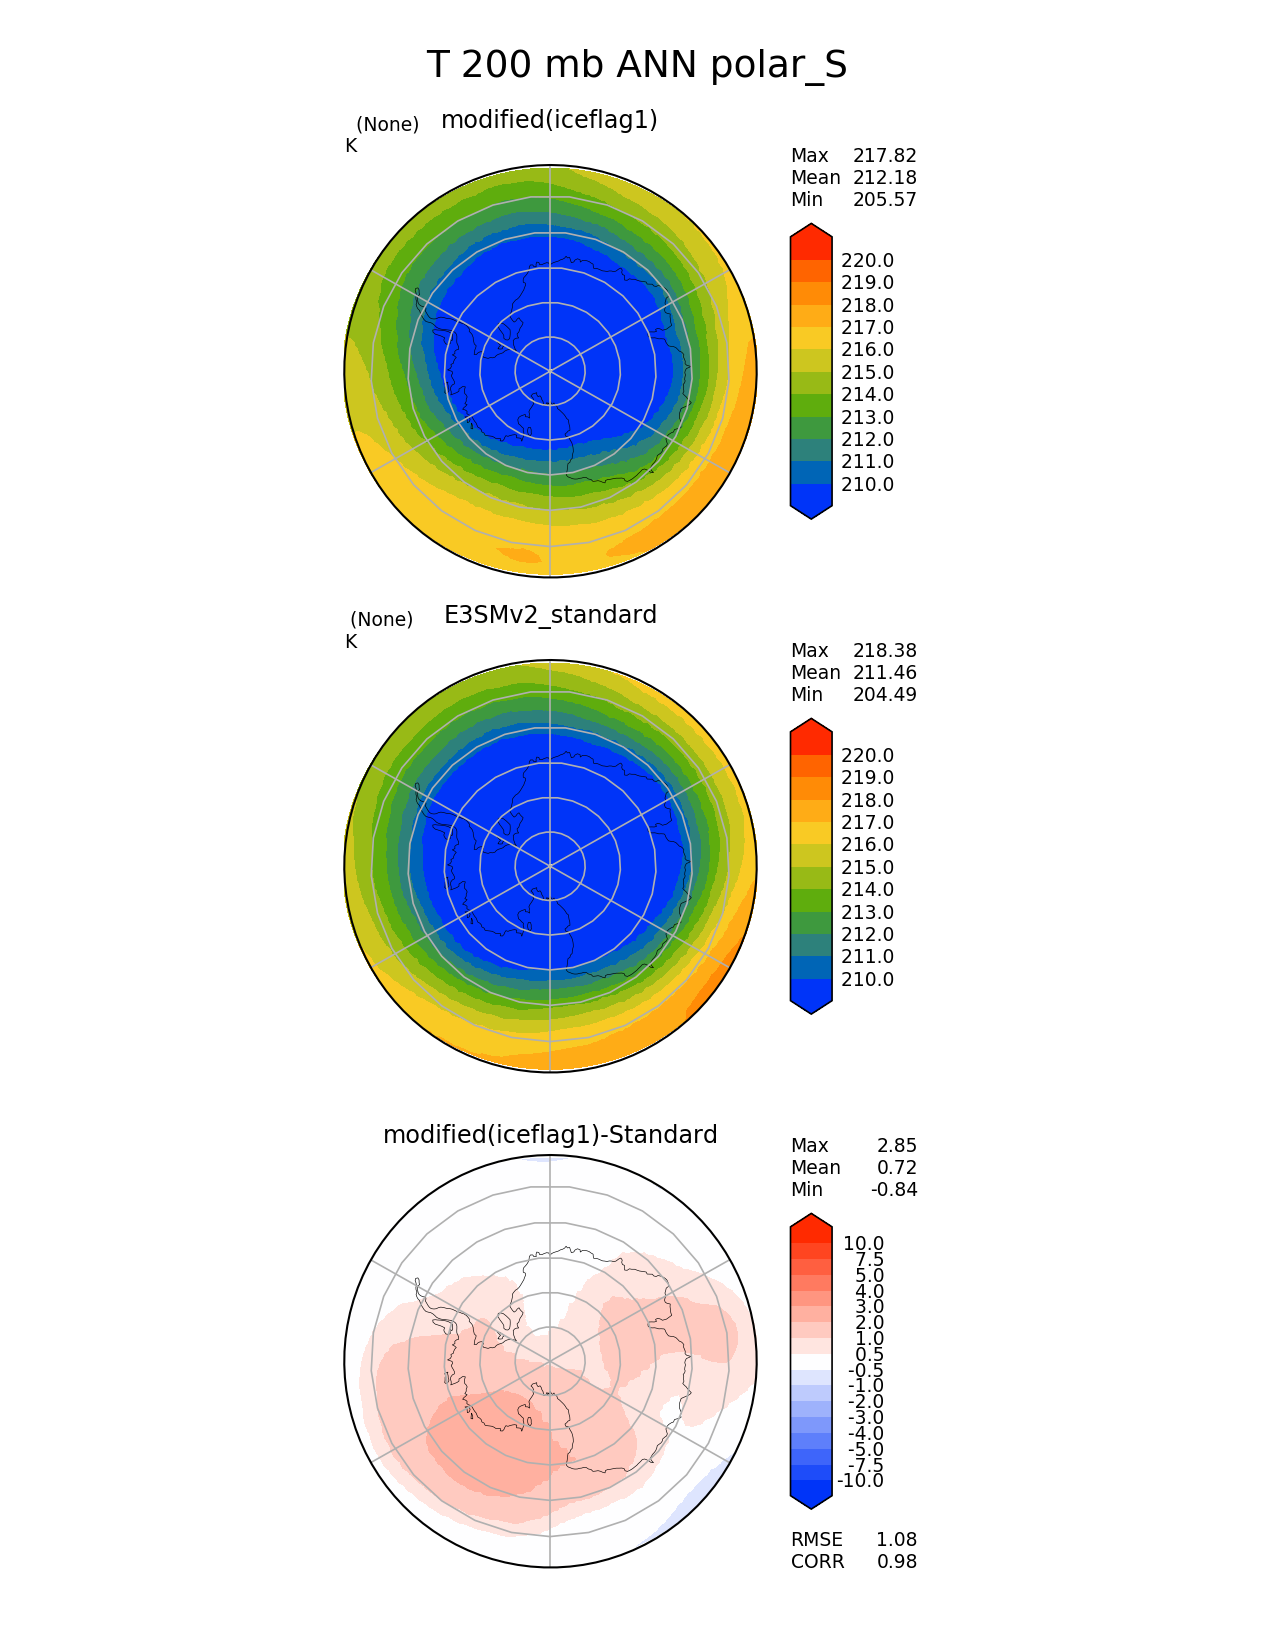 T 200 mb ANN polar_S
(None) modified(iceflag1)
K
Max 217.82
Mean 212.18
Min 205.57
220.0
219.0
218.0
217.0
216.0
215.0
214.0
213.0
212.0
211.0
210.0
(None) E3SMv2_standard
K
Max 218.38
Mean 211.46
Min 204.49
220.0
219.0
218.0
217.0
216.0
215.0
214.0
213.0
212.0
211.0
210.0
modified(iceflag1)-Standard
Max 2.85
Mean 0.72
Min -0.84
10.0
7.5
5.0
4.0
3.0
2.0
1.0
0.5
-0.5
-1.0
-2.0
-3.0
-4.0
-5.0
-7.5
-10.0
RMSE 1.08
CORR 0.98